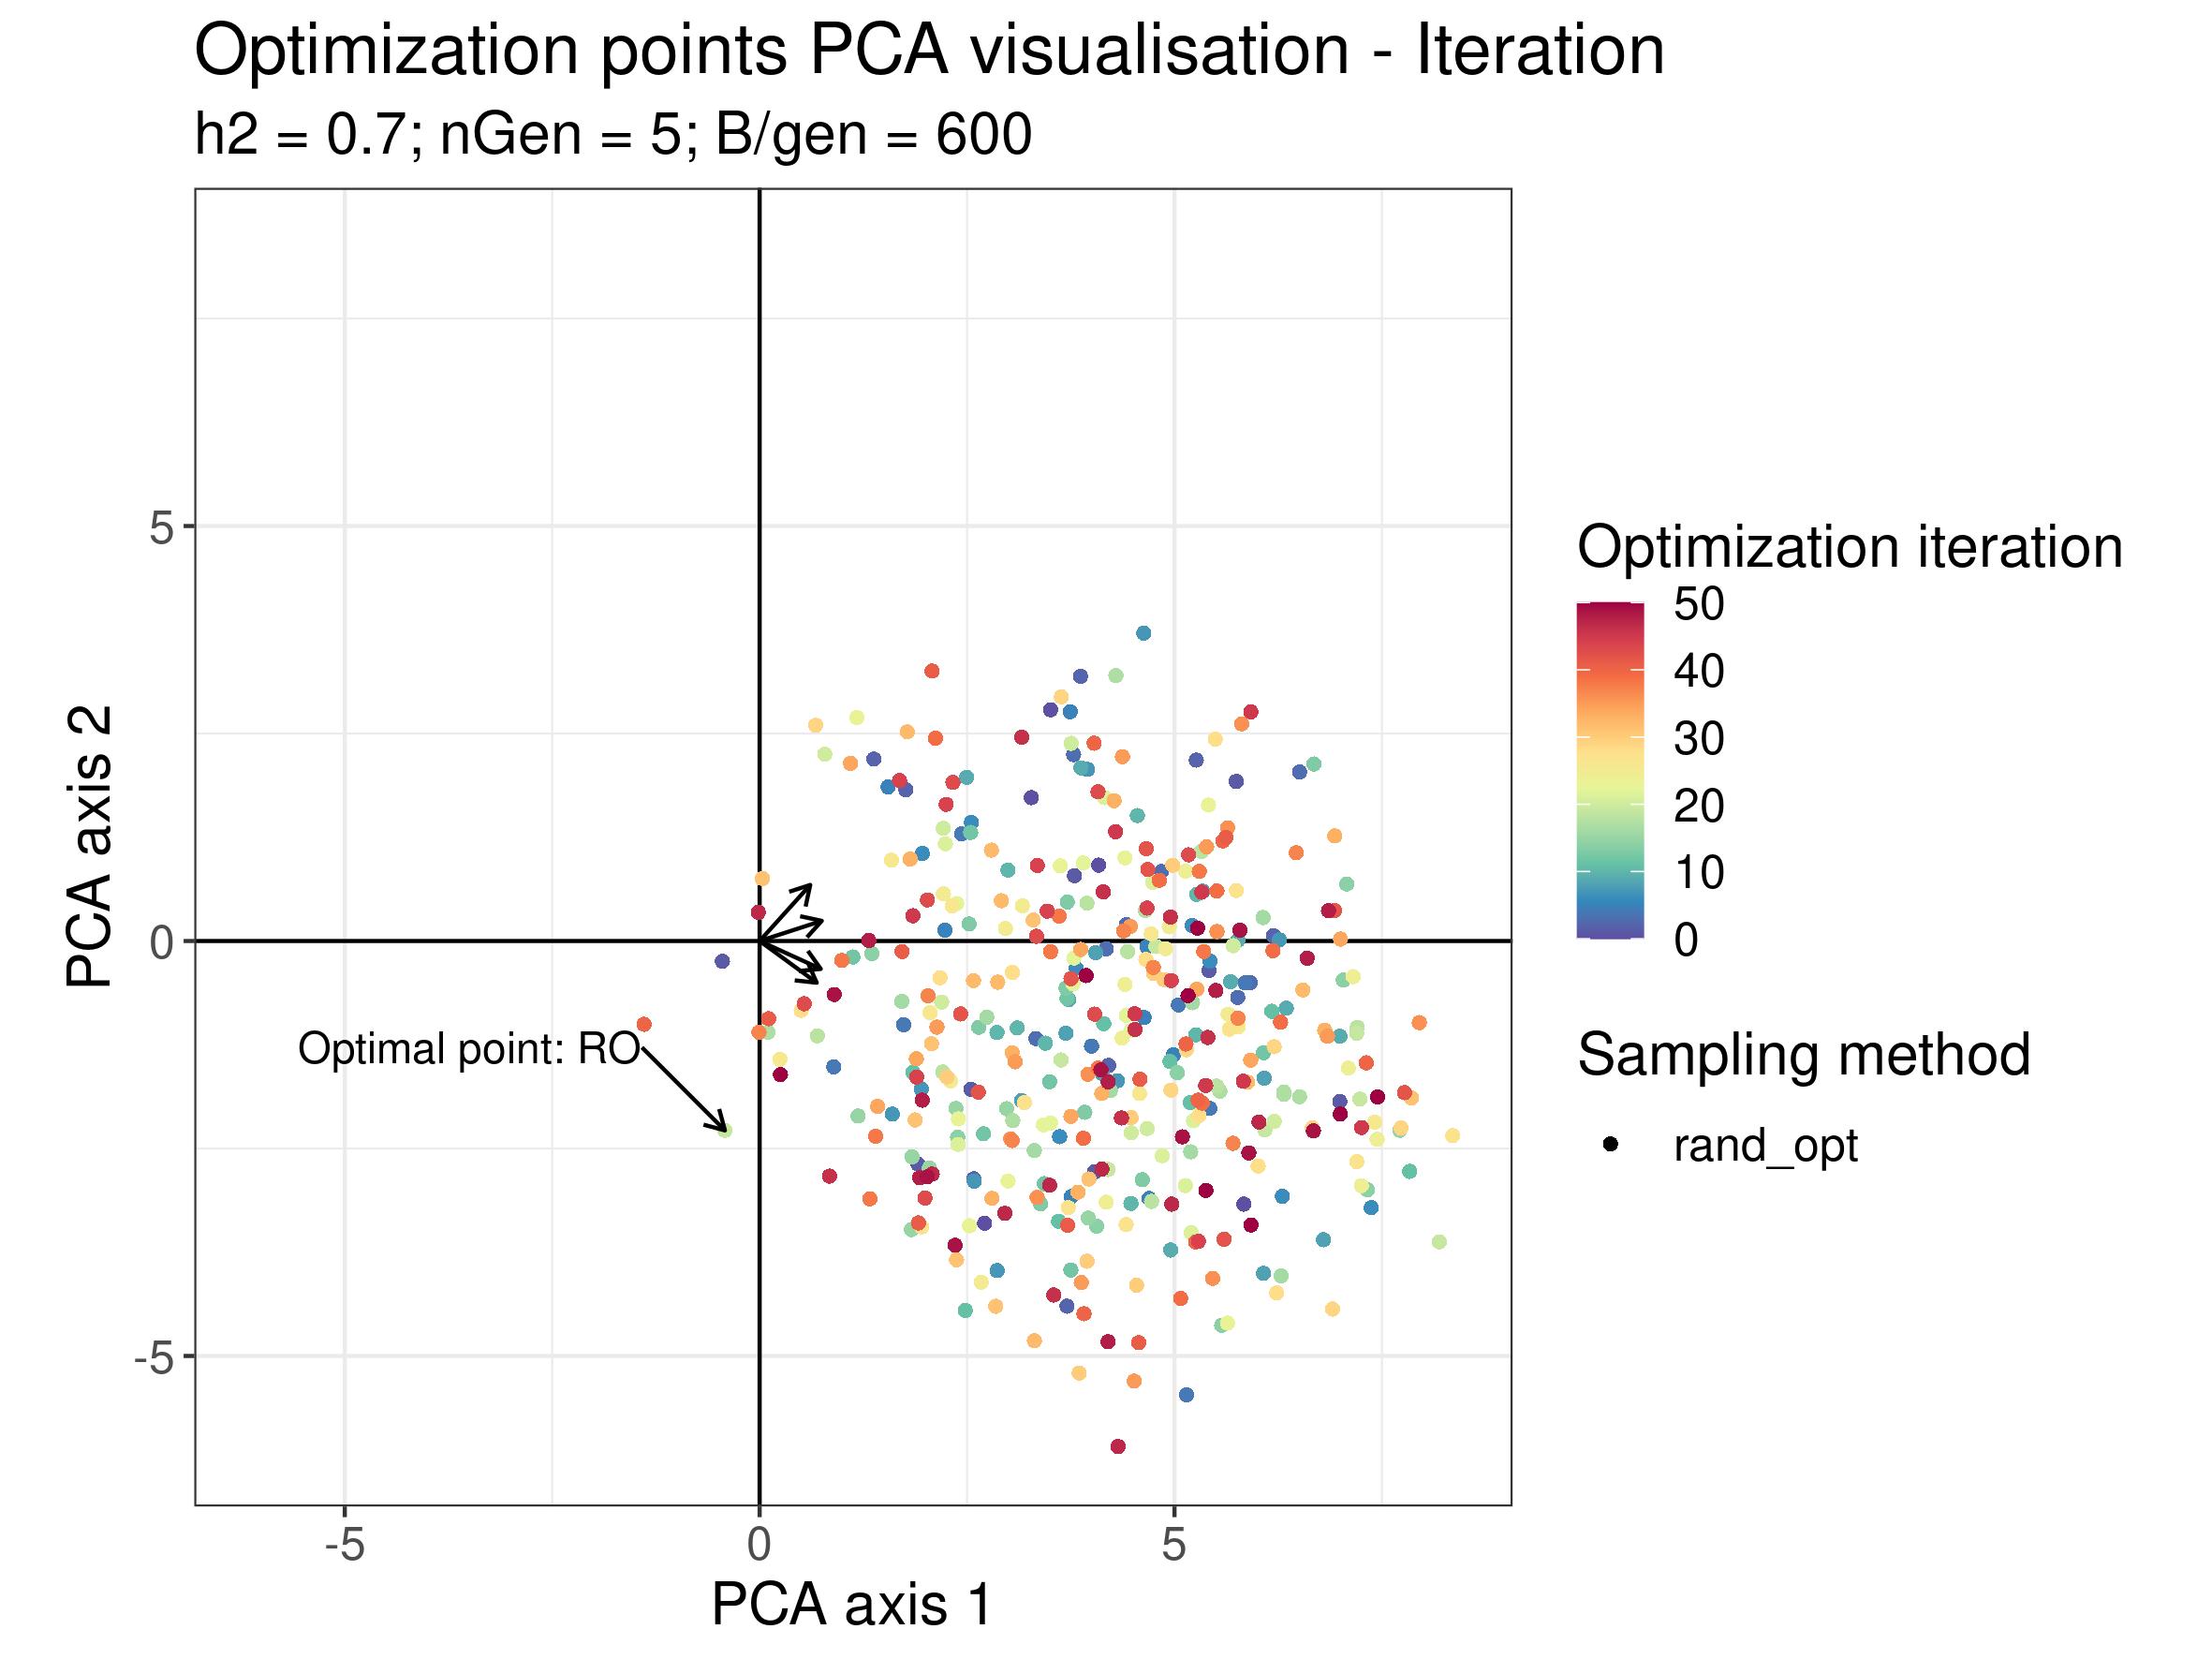 Optimization points PCA visualisation - Iteration
h2 = 0.7; nGen = 5; B/gen = 600
PCA axis 2
5
0
-5
Optimal point: RO
-5
0
5
PCA axis 1
Optimization iteration
50
40
30
20
10
0
Sampling method
rand_opt